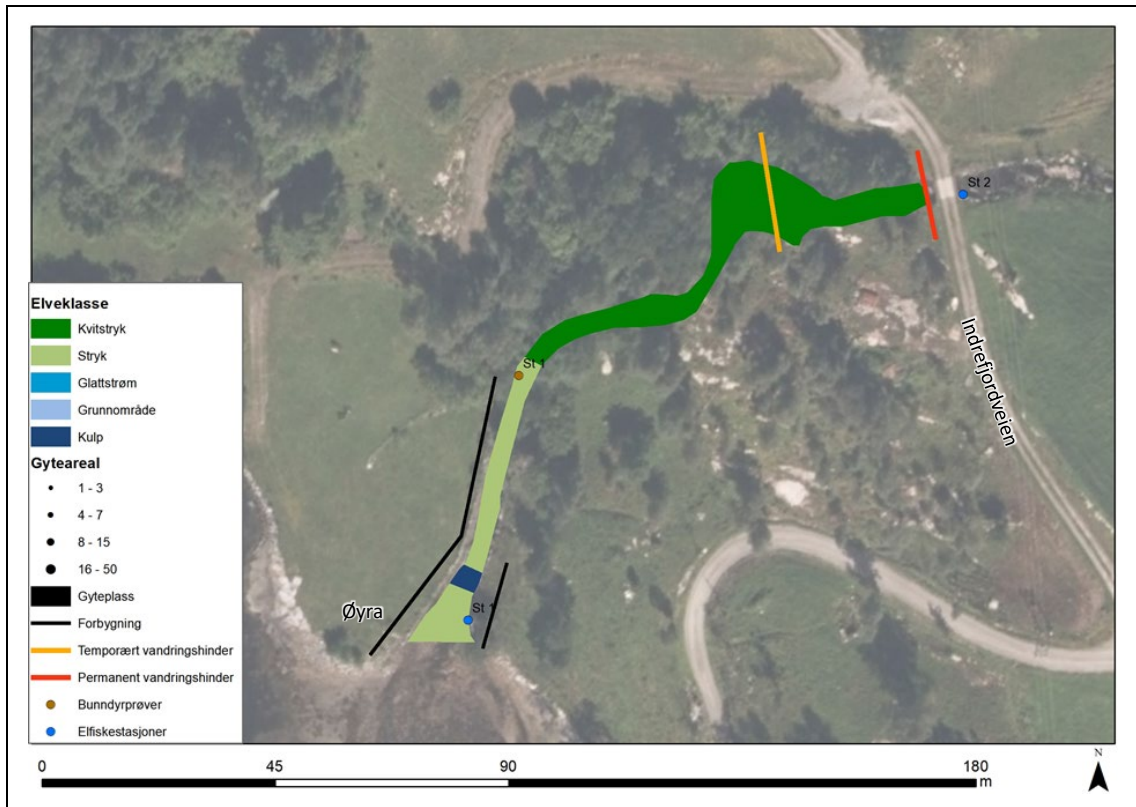 St 2
St 1
Indrefjordveien
Øyra
St 1
Elveklasse
Kvitstryk
Stryk
Glattstrøm
Grunnområde
Kulp
Gyteareal
1 - 3
4 - 7
8 - 15
16 - 50
Gyteplass
Forbygning
Temporært vandringshinder
Permanent vandringshinder
Bunndyrprøver
Elfiskestasjoner
0 45 90 180
m
N